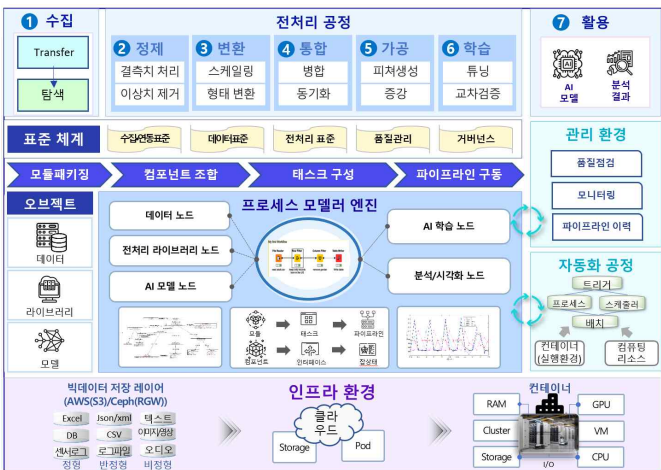 1 수집
Transfer
탐색
전처리 공정
2 정제
결측치 처리
이상치 제거
3 변환
스케일링
형태 변환
4 통합
병합
동기화
5 가공
피쳐생성
증강
6 학습
튜닝
교차검증
7 활용
AI
모델
분석
결과
표준 체계
수집/연동표준
데이터표준
전처리 표준
품질관리
거버넌스
모듈패키징
컴포넌트 조합
태스크 구성
파이프라인 구동
관리 환경
품질점검
모니터링
파이프라인 이력
오브젝트
데이터
라이브러리
모델
프로세스 모델러 엔진
데이터 노드
전처리 라이브러리 노드
AI 모델 노드
AI 학습 노드
분석/시각화 노드
모듈
태스크
파이프라인
컴포넌트
인터페이스
자동화 공정
트리거
프로세스
스케줄러
배치
컨테이너
(실행환경)
컴퓨팅
리소스
빅데이터 저장 레이어
(AWS(S3)/Ceph(RGW))
Excel
Json/xml
텍스트
DB
CSV
이미지/영상
센서로그
로그파일
오디오
정형
반정형
비정형
인프라 환경
클라
우드
Storage
Pod
컨테이너
RAM
GPU
Cluster
VM
Storage
I/O
CPU